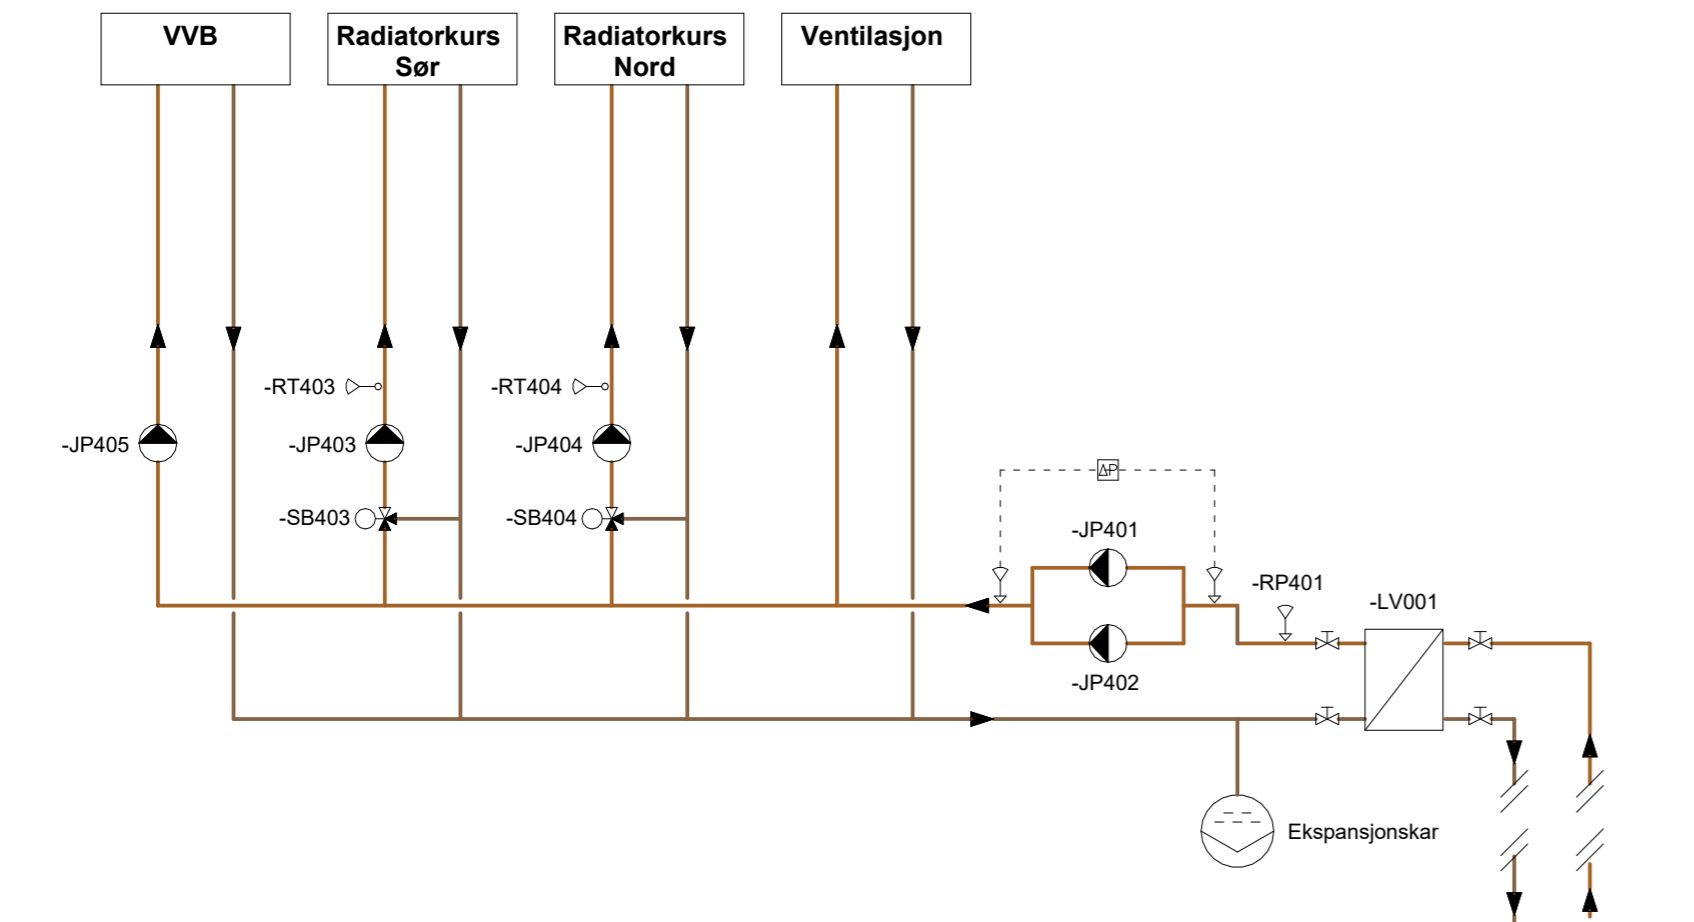 VVB
Radiatorkurs
Sør
Radiatorkurs
Nord
Ventilasjon
-RT403
-RT404
-JP405
-JP403
-JP404
ΔP
-SB403
-SB404
-JP401
-RP401
-LV001
-JP402
Ekspansjonskar